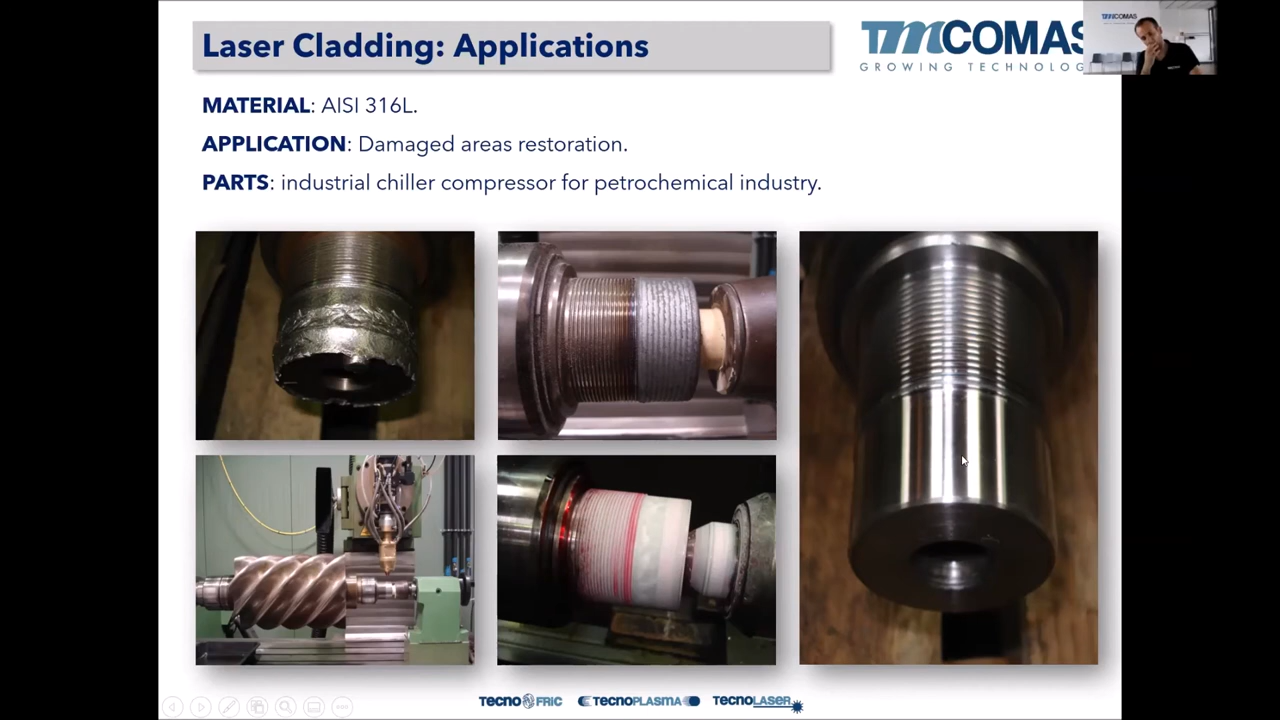 Laser Cladding: Applications
TMCOMAS
GROWING TECHNOLOG
MATERIAL: AISI 316L.
APPLICATION: Damaged areas restoration.
PARTS: industrial chiller compressor for petrochemical industry.
TECNOFRIC TECNOPLASMA TECNOLASER